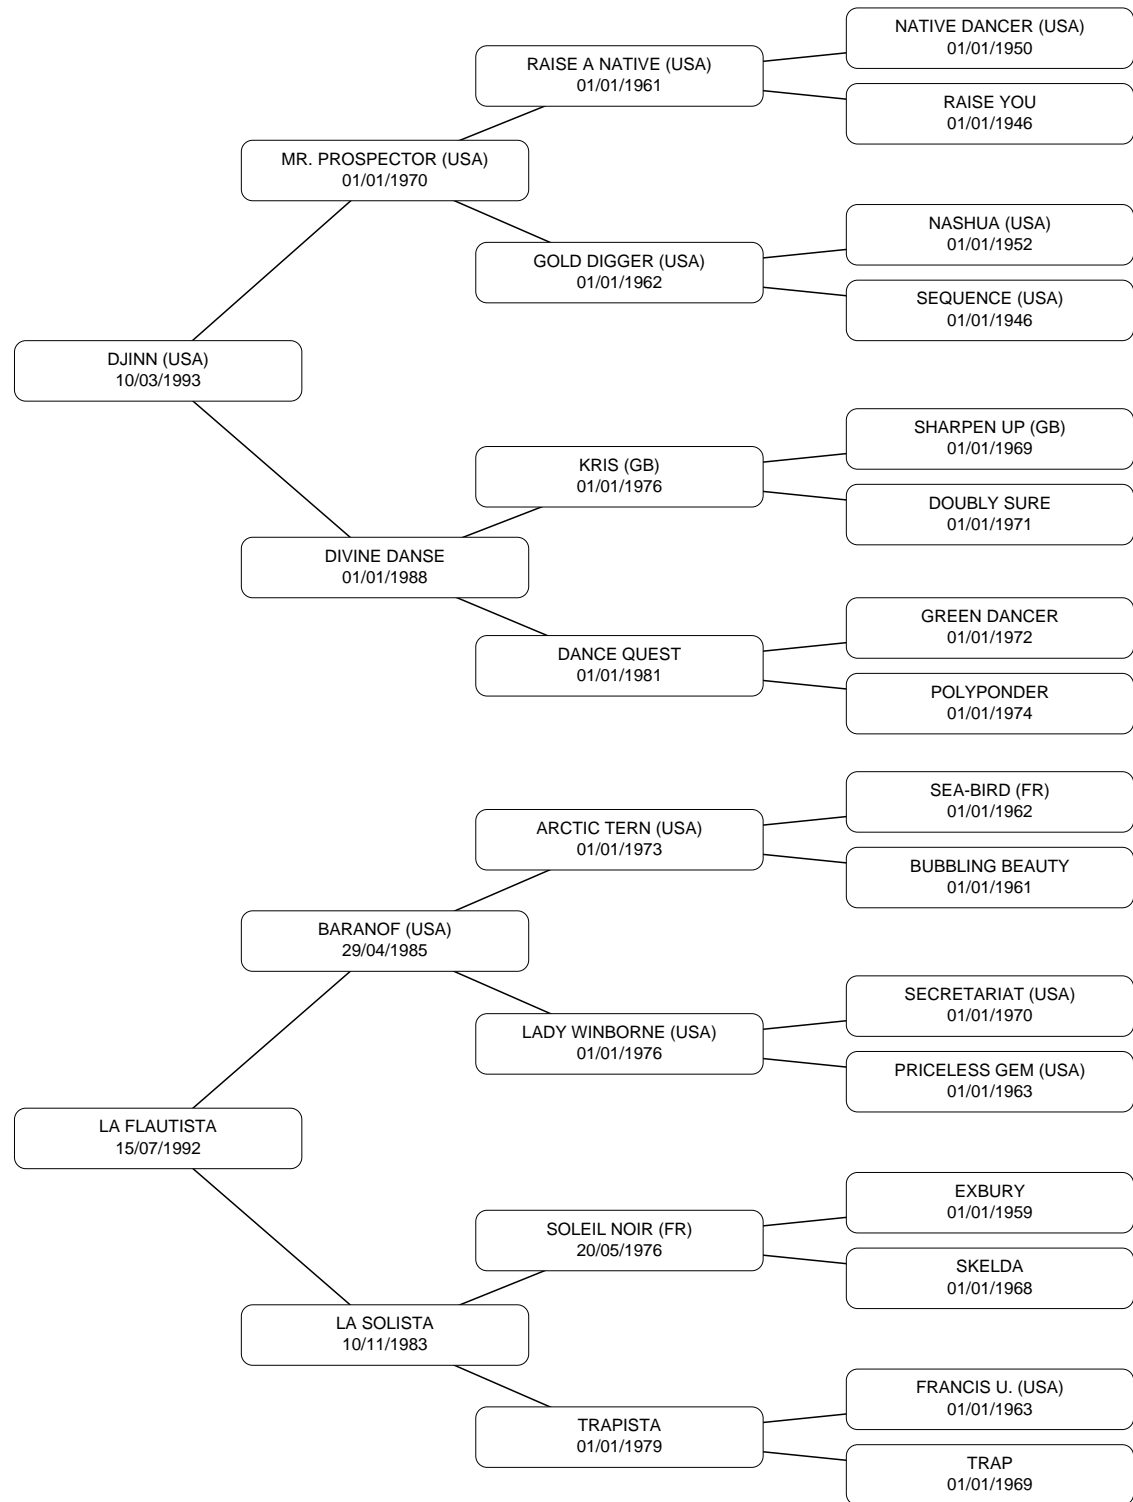 NATIVE DANCER (USA)
01/01/1950
RAISE A NATIVE (USA)
01/01/1961
RAISE YOU
01/01/1946
MR. PROSPECTOR (USA)
01/01/1970
NASHUA (USA)
01/01/1952
GOLD DIGGER (USA)
01/01/1962
SEQUENCE (USA)
01/01/1946
DJINN (USA)
10/03/1993
SHARPEN UP (GB)
01/01/1969
KRIS (GB)
01/01/1976
DOUBLY SURE
01/01/1971
DIVINE DANSE
01/01/1988
GREEN DANCER
01/01/1972
DANCE QUEST
01/01/1981
POLYPONDER
01/01/1974
SEA-BIRD (FR)
01/01/1962
ARCTIC TERN (USA)
01/01/1973
BUBBLING BEAUTY
01/01/1961
BARANOF (USA)
29/04/1985
SECRETARIAT (USA)
01/01/1970
LADY WINBORNE (USA)
01/01/1976
PRICELESS GEM (USA)
01/01/1963
LA FLAUTISTA
15/07/1992
EXBURY
01/01/1959
SOLEIL NOIR (FR)
20/05/1976
SKELDA
01/01/1968
LA SOLISTA
10/11/1983
FRANCIS U. (USA)
01/01/1963
TRAPISTA
01/01/1979
TRAP
01/01/1969